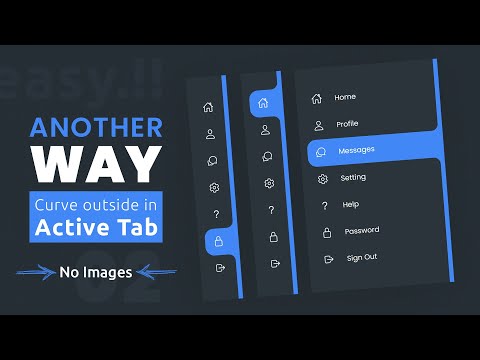 easy.!!
ANOTHER
WAY
Curve outside in
Active Tab
No Images
02
Home
Profile
Messages
Setting
Help
Password
Sign Out